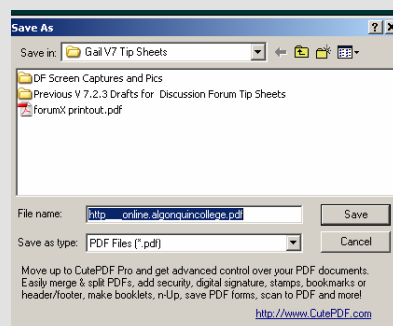 Save As
Save in: Gail V7 Tip Sheets
DF Screen Captures and Pics
Previous V 7.2.3 Drafts for Discussion Forum Tip Sheets
forumX printout.pdf
File name: http___online.algonquincollege.pdf Save
Save as type: PDF Files (*.pdf) Cancel
Move up to CutePDF Pro and get advanced control over your PDF documents.
Easily merge & split PDFs, add security, digital signature, stamps, bookmarks or
header/footer, make booklets, n-Up, save PDF forms, scan to PDF and more!
http://www.CutePDF.com